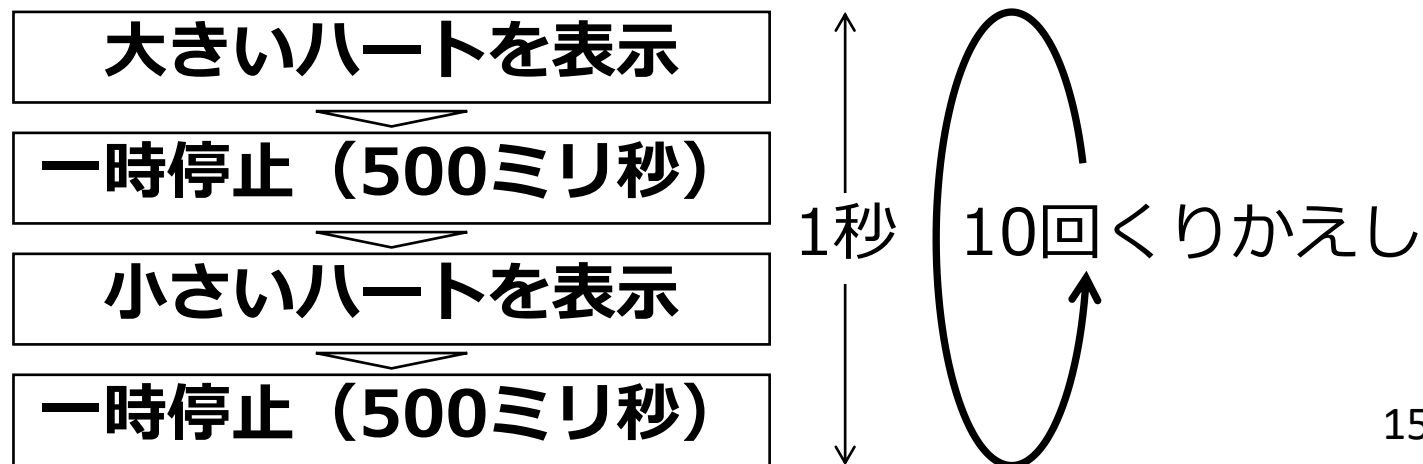 大きいハートを表示
一時停止（500ミリ秒）
小さいハートを表示
一時停止（500ミリ秒）
1秒
10回くりかえし
15